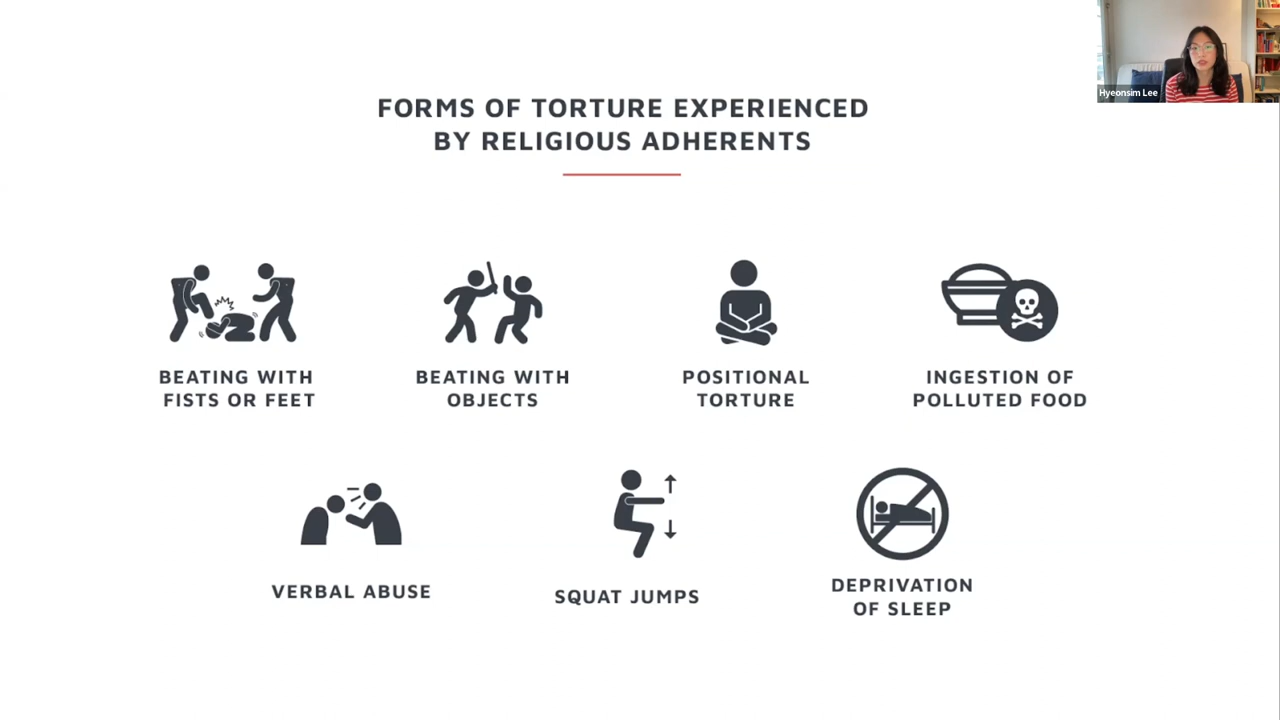 Hyeonsim Lee
FORMS OF TORTURE EXPERIENCED
BY RELIGIOUS ADHERENTS
BEATING WITH
FISTS OR FEET
BEATING WITH
OBJECTS
POSITIONAL
TORTURE
INGESTION OF
POLLUTED FOOD
VERBAL ABUSE
SQUAT JUMPS
DEPRIVATION
OF SLEEP